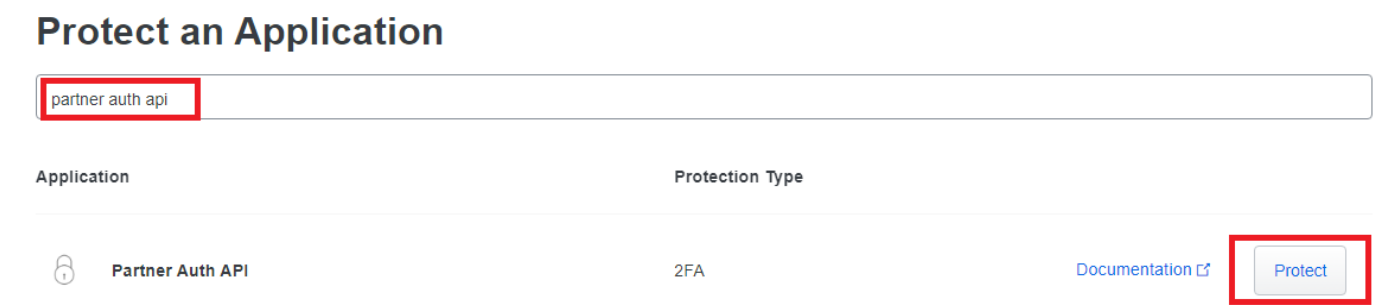 Protect an Application
partner auth api
Application Protection Type
Partner Auth API 2FA Documentation Protect